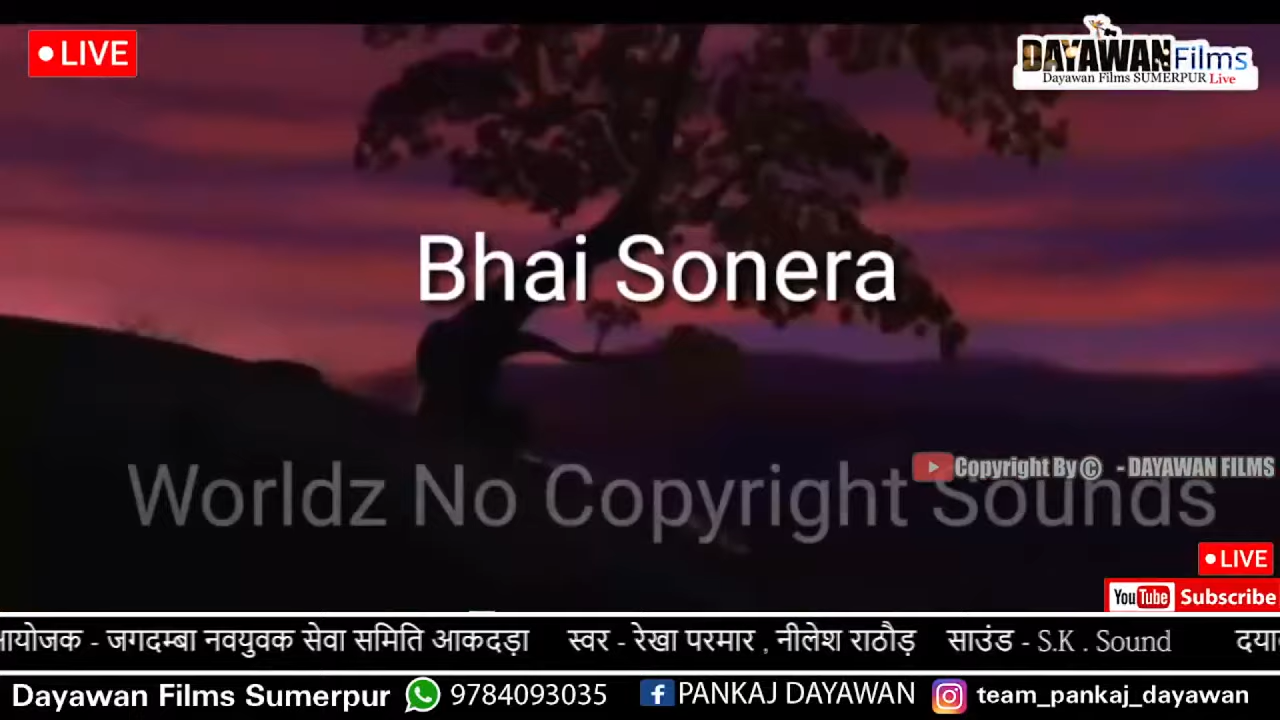 LIVE
DAYAWAN Films
Dayawan Films SUMERPUR Live
Bhai Sonera
Worldz No Copyright Sounds
Copyright By © - DAYAWAN FILMS
LIVE
YouTube Subscribe
आयोजक - जगदम्बा नवयुवक सेवा समिति आकदड़ा स्वर - रेखा परमार , नीलेश राठौड़ साउंड - S.K . Sound
Dayawan Films Sumerpur 9784093035 PANKAJ DAYAWAN team_pankaj_dayawan